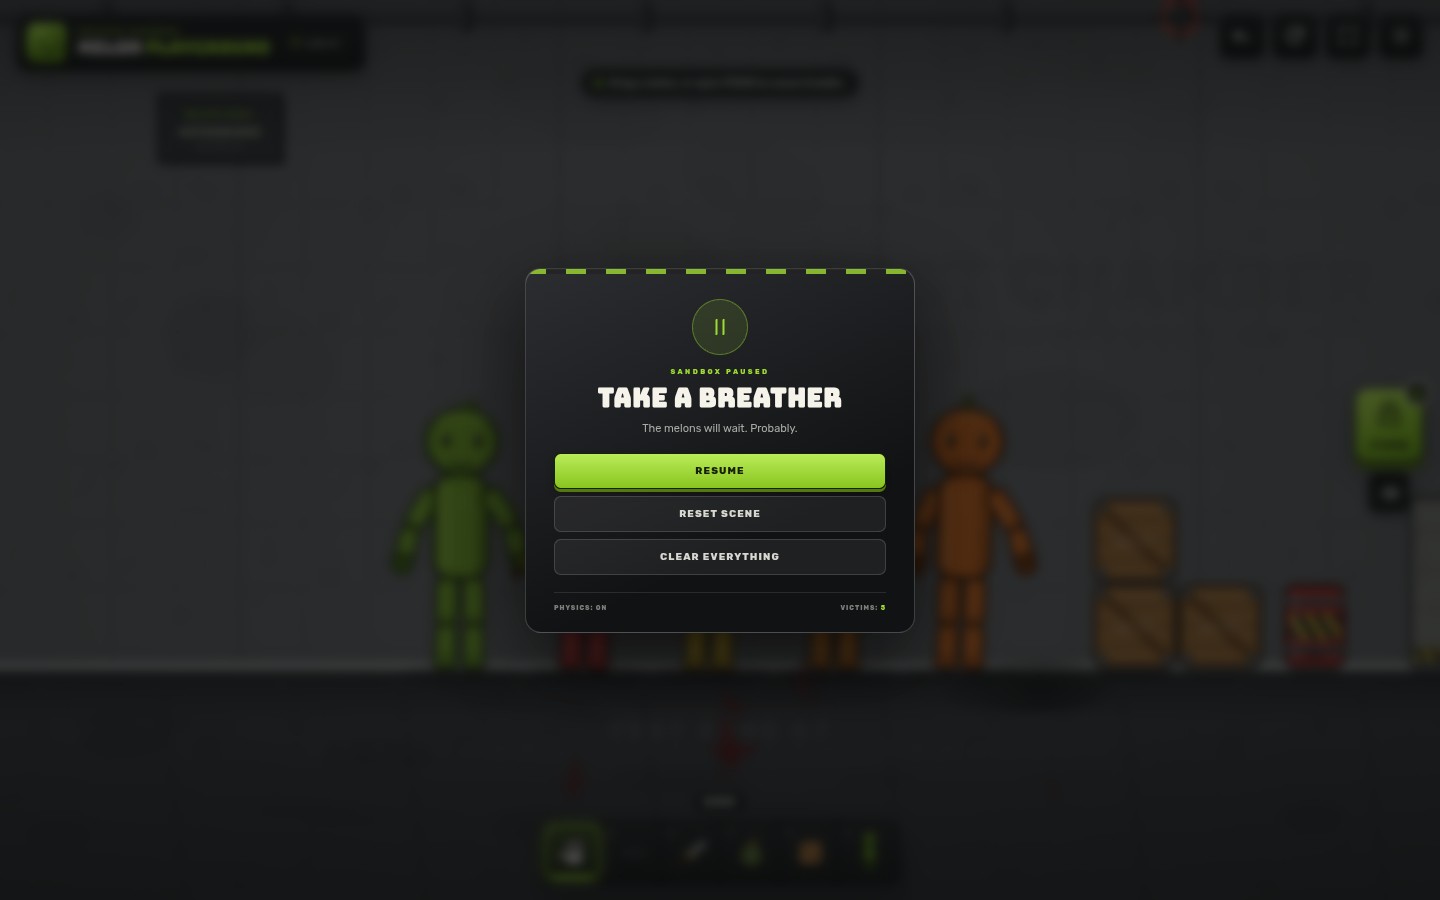 SANDBOX PAUSED
TAKE A BREATHER
The melons will wait. Probably.
RESUME
RESET SCENE
CLEAR EVERYTHING
PHYSICS: ON
VICTIMS: 5